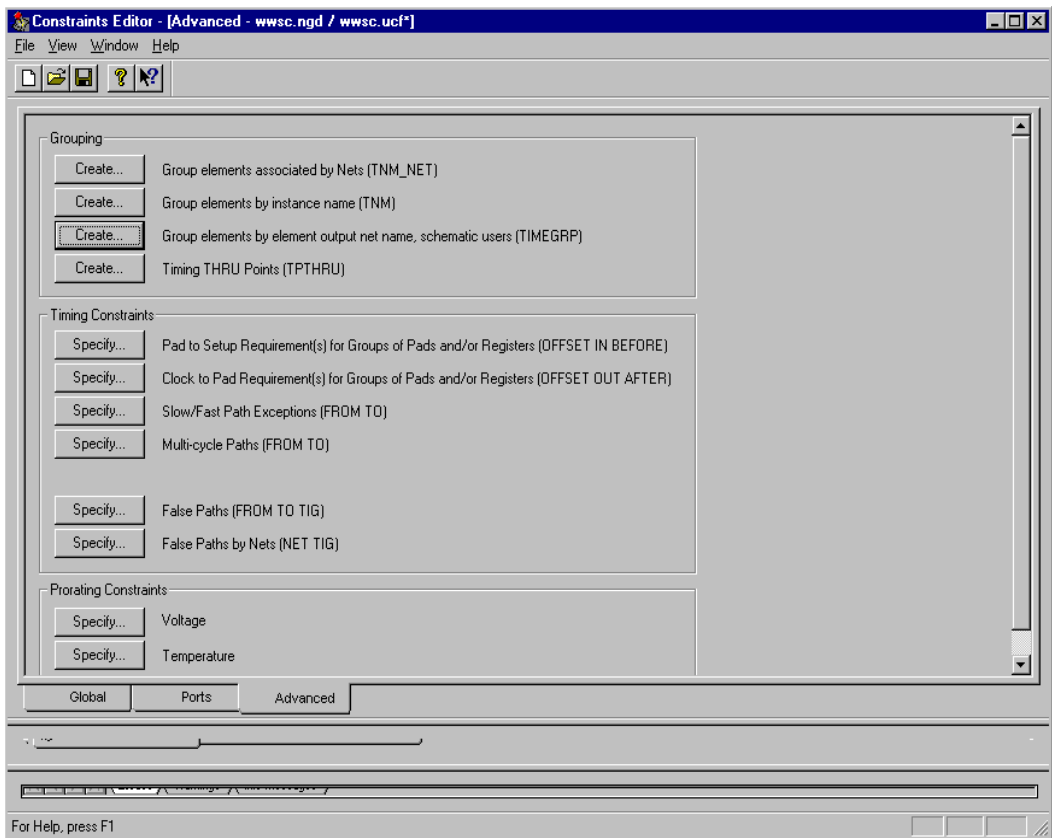 Constraints Editor - [Advanced - wwsc.ngd / wwsc.ucf*]
File View Window Help
Grouping
Create... Group elements associated by Nets (TNM_NET)
Create... Group elements by instance name (TNM)
Create... Group elements by element output net name, schematic users (TIMEGRP)
Create... Timing THRU Points (TPTHRU)
Timing Constraints
Specify... Pad to Setup Requirement(s) for Groups of Pads and/or Registers (OFFSET IN BEFORE)
Specify... Clock to Pad Requirement(s) for Groups of Pads and/or Registers (OFFSET OUT AFTER)
Specify... Slow/Fast Path Exceptions (FROM TO)
Specify... Multi-cycle Paths (FROM TO)
Specify... False Paths (FROM TO TIG)
Specify... False Paths by Nets (NET TIG)
Prorating Constraints
Specify... Voltage
Specify... Temperature
Global Ports Advanced
For Help, press F1